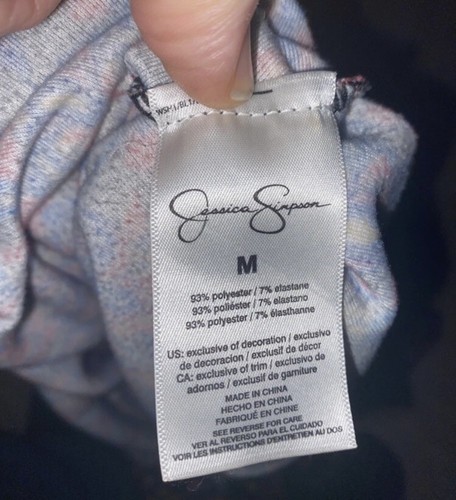 Jessica Simpson
M
93% polyester / 7% elastane
93% poliéster / 7% elastano
93% polyester / 7% élasthanne
US: exclusive of decoration / exclusivo
de decoracion / exclusif de décor
CA: exclusive of trim / exclusivo de
adornos / exclusif de garniture
MADE IN CHINA
HECHO EN CHINA
FABRIQUÉ EN CHINE
SEE REVERSE FOR CARE
VER AL REVERSO PARA EL CUIDADO
VOIR LES INSTRUCTIONS D'ENTRETIEN AU DOS